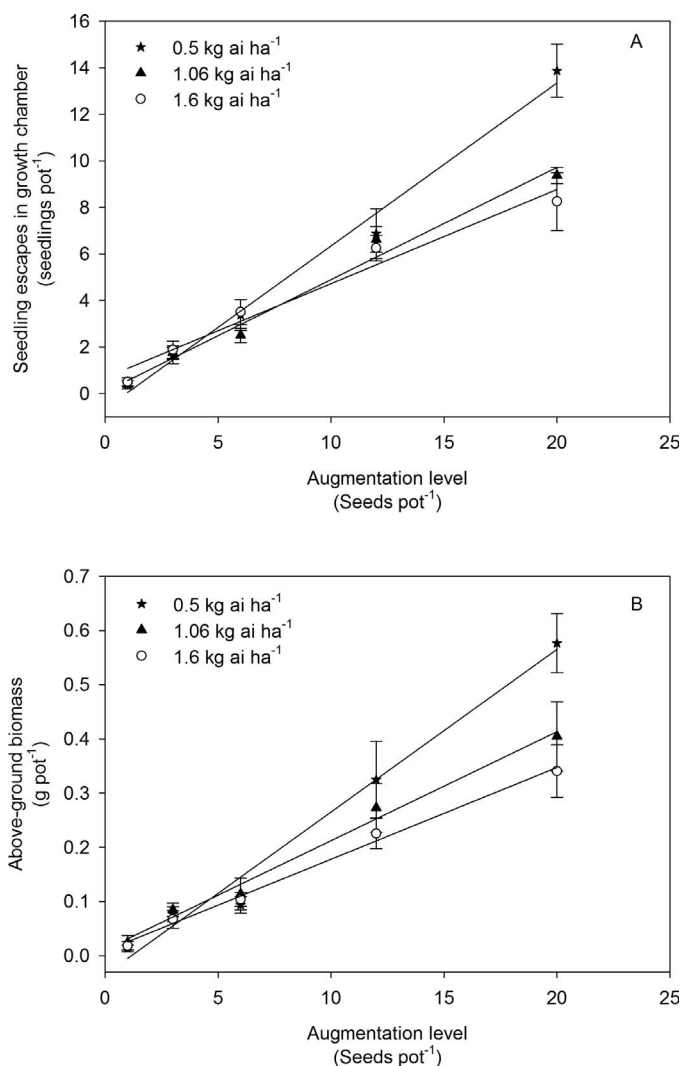 A
★ 0.5 kg ai ha⁻¹
▲ 1.06 kg ai ha⁻¹
○ 1.6 kg ai ha⁻¹
Seedling escapes in growth chamber
(seedlings pot⁻¹)
16
14
12
10
8
6
4
2
0
0 5 10 15 20 25
Augmentation level
(Seeds pot⁻¹)
B
★ 0.5 kg ai ha⁻¹
▲ 1.06 kg ai ha⁻¹
○ 1.6 kg ai ha⁻¹
Above-ground biomass
(g pot⁻¹)
0.7
0.6
0.5
0.4
0.3
0.2
0.1
0.0
0 5 10 15 20 25
Augmentation level
(Seeds pot⁻¹)